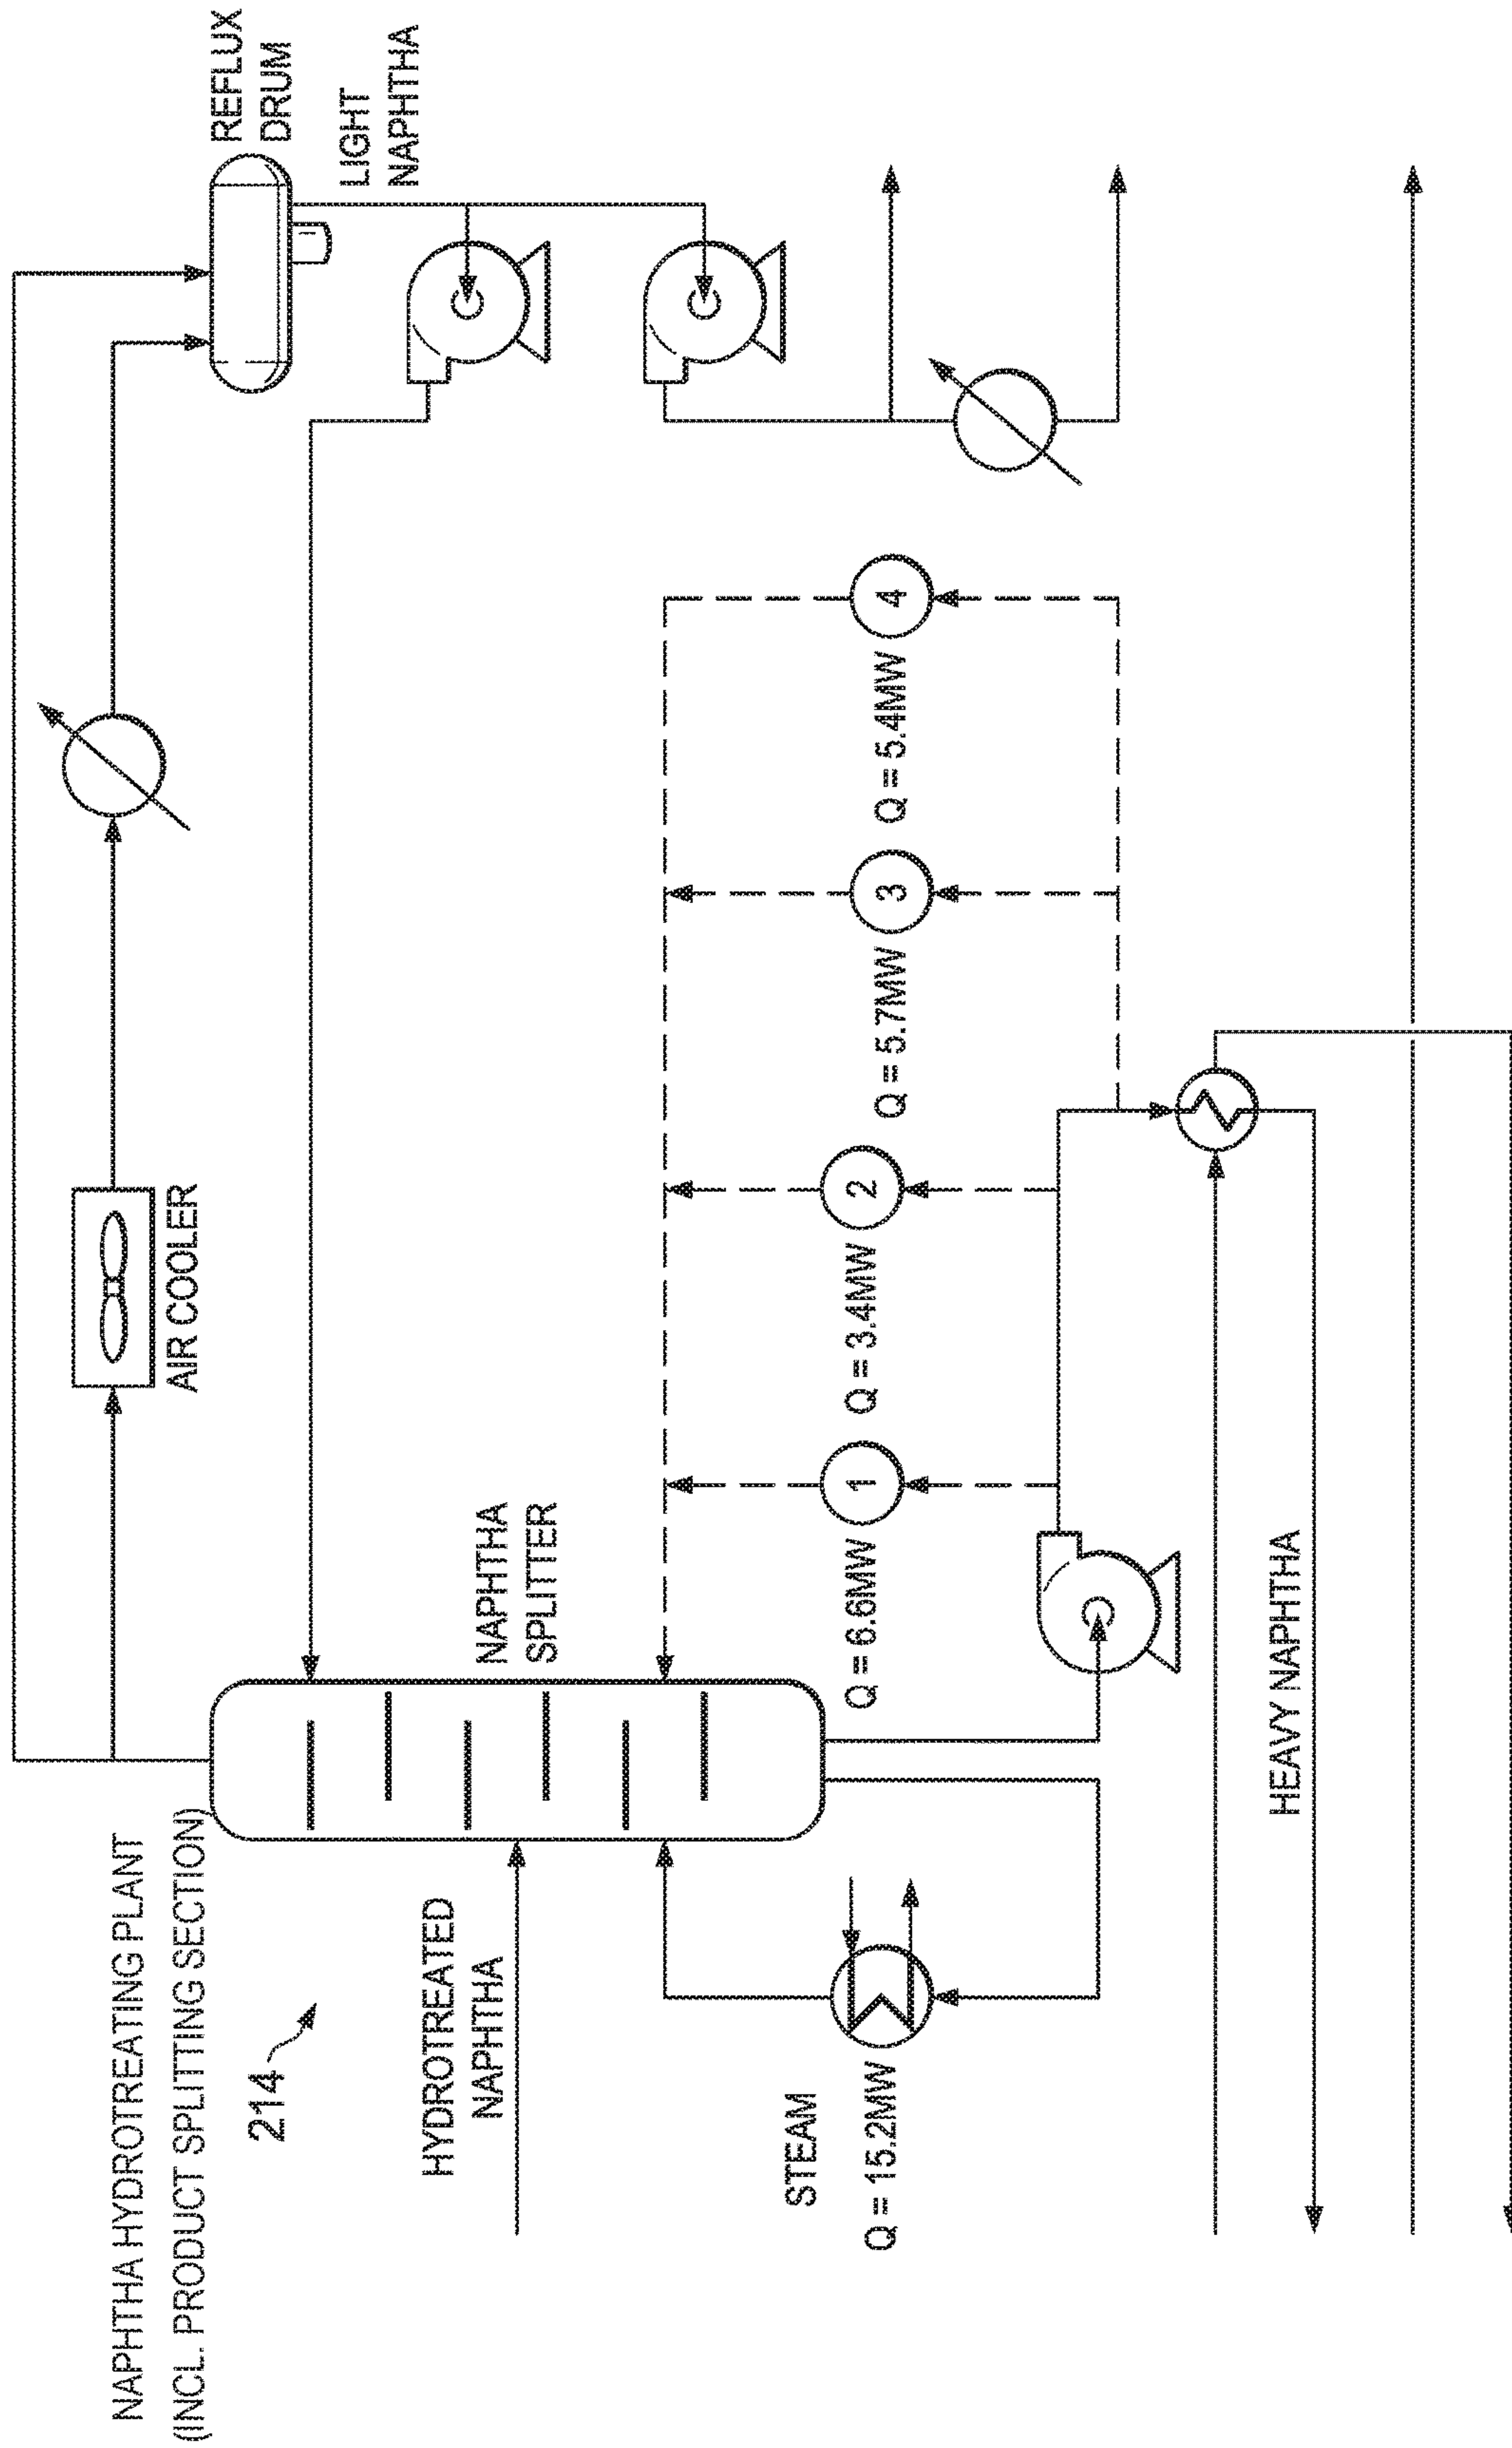 NAPHTHA HYDROTREATING PLANT
(INCL. PRODUCT SPLITTING SECTION)
214
AIR COOLER
REFLUX
DRUM
LIGHT
NAPHTHA
HYDROTREATED
NAPHTHA
NAPHTHA
SPLITTER
STEAM
Q = 15.2MW
Q = 6.6MW
1
Q = 3.4MW
2
Q = 5.7MW
3
Q = 5.4MW
4
HEAVY NAPHTHA